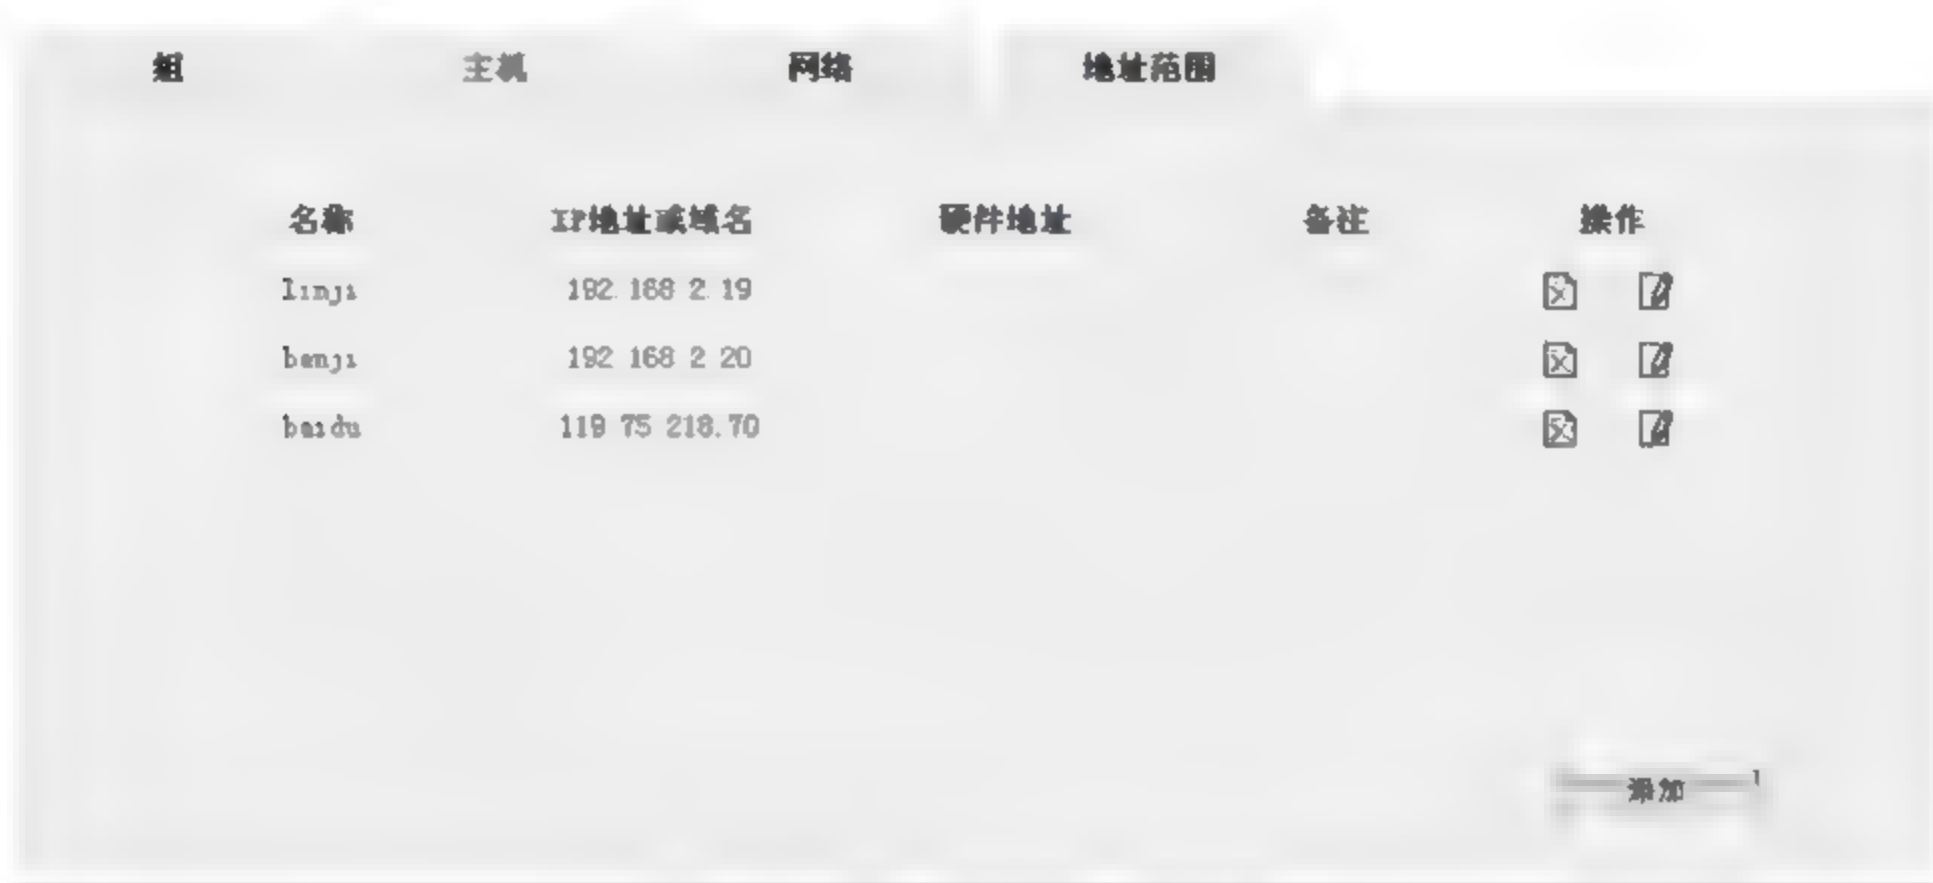 组 主机 网络 地址范围
名称 IP地址或域名 硬件地址 备注 操作
linji 192.168.2.19
benji 192.168.2.20
baidu 119.75.218.70
添加